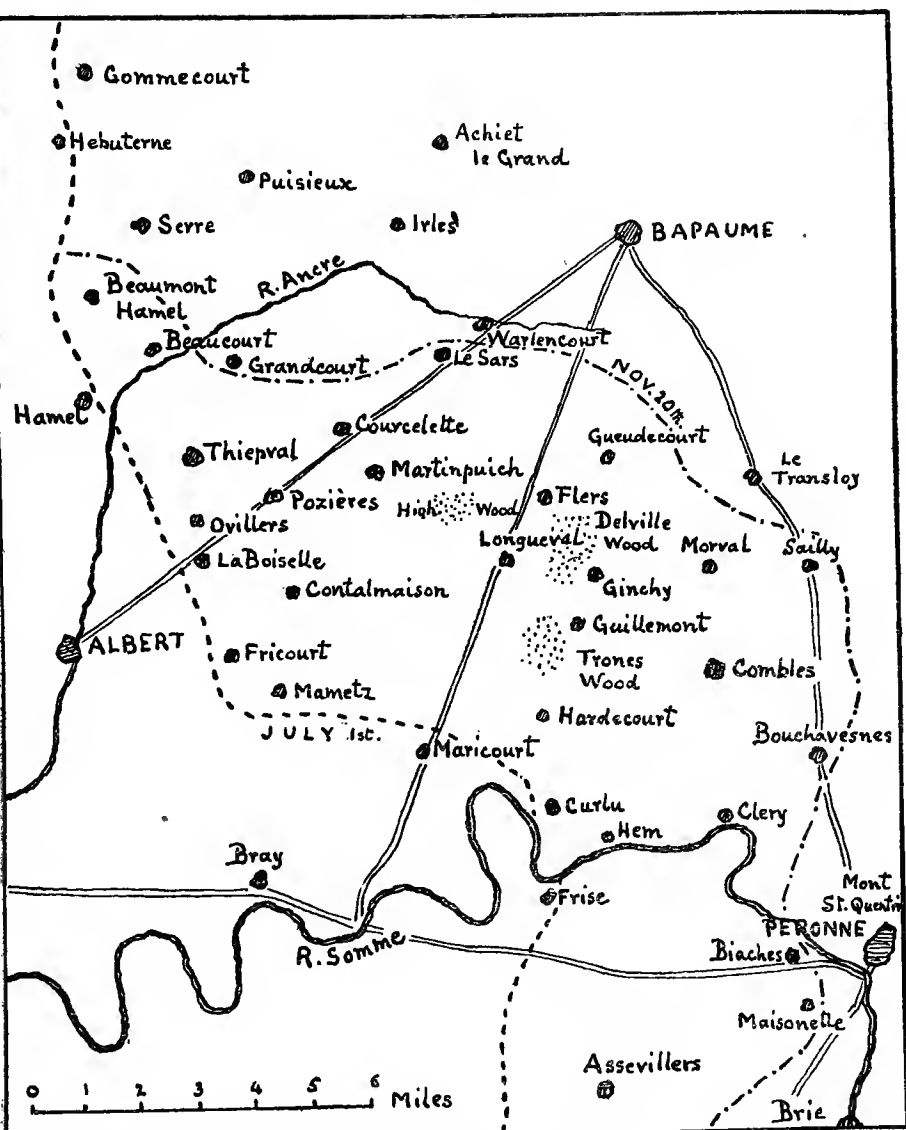 Gommecourt
Hebuterne
Achiet
le Grand
Puisieux
Serre
Irles
BAPAUME
R. Ancre
Beaumont
Hamel
Beaucourt
Warlencourt
Grandcourt
Le Sars
NOV. 20th
Hamel
Courcelette
Gueudecourt
Thiepval
Le
Transloy
Martinpuich
Pozières
High Wood
Flers
Ovillers
Delville
Wood
Longueval
Morval
Sailly
La Boiselle
Ginchy
Contalmaison
Guillemont
ALBERT
Fricourt
Trones
Wood
Combles
Mametz
Hardecourt
JULY 1st.
Maricourt
Bouchavesnes
Curlu
Clery
Hem
Bray
Mont
St. Quentin
Frise
PERONNE
R. Somme
Biaches
Maisonette
Assevillers
0 1 2 3 4 5 6 Miles
Brie